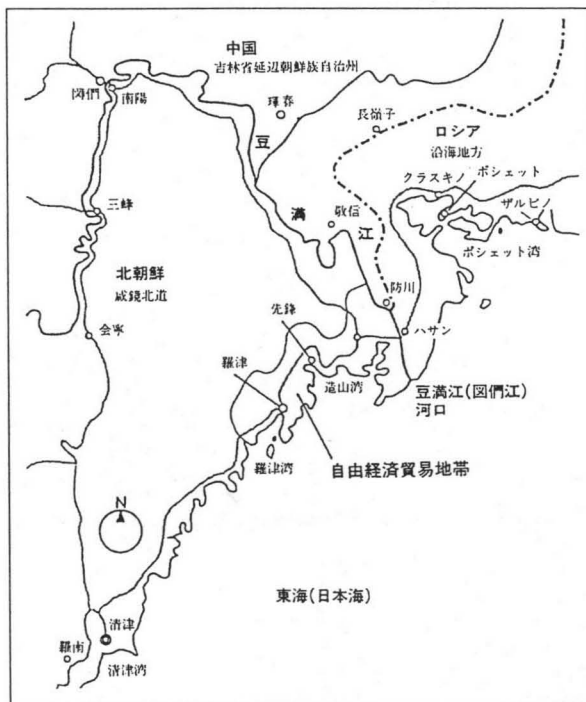 中国
吉林省延辺朝鮮族自治州
図們
南陽
琿春
豆
満
江
長嶺子
ロシア
沿海地方
クラスキノ
ポシェット
ザルビノ
ポシェット湾
敬信
三峰
北朝鮮
咸鏡北道
会寧
防川
ハサン
先鋒
羅津
造山湾
豆満江(図們江)
河口
自由経済貿易地帯
羅津湾
N
東海(日本海)
清津
羅南
清津湾